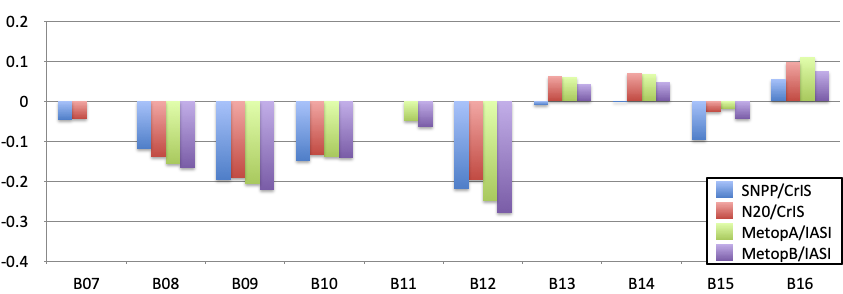 0.2
0.1
0
-0.1
-0.2
-0.3
-0.4
SNPP/CrIS
N20/CrIS
MetopA/IASI
MetopB/IASI
B07 B08 B09 B10 B11 B12 B13 B14 B15 B16